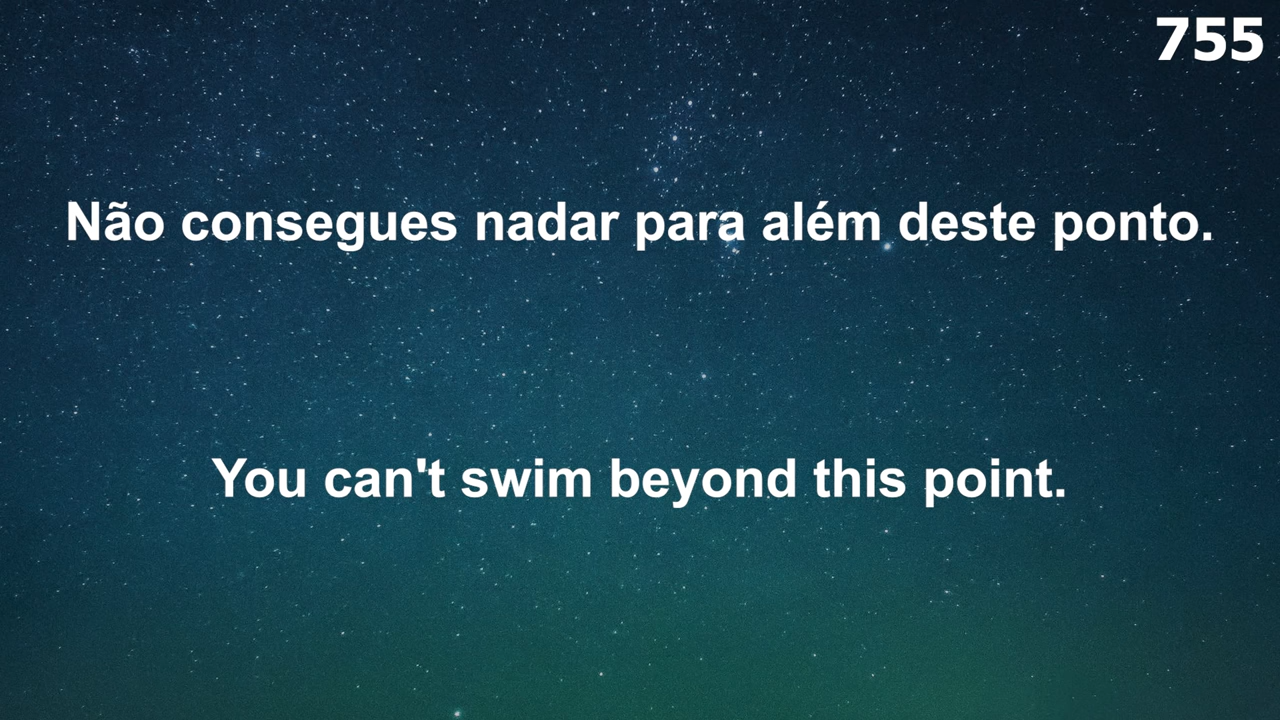 755
Não consegues nadar para além deste ponto.
You can't swim beyond this point.